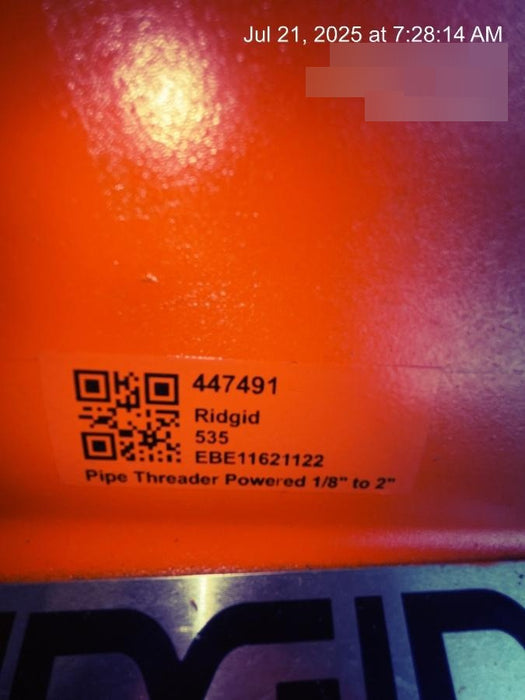 Jul 21, 2025 at 7:28:14 AM
447491
Ridgid
535
EBE11621122
Pipe Threader Powered 1/8" to 2"
RIDGID